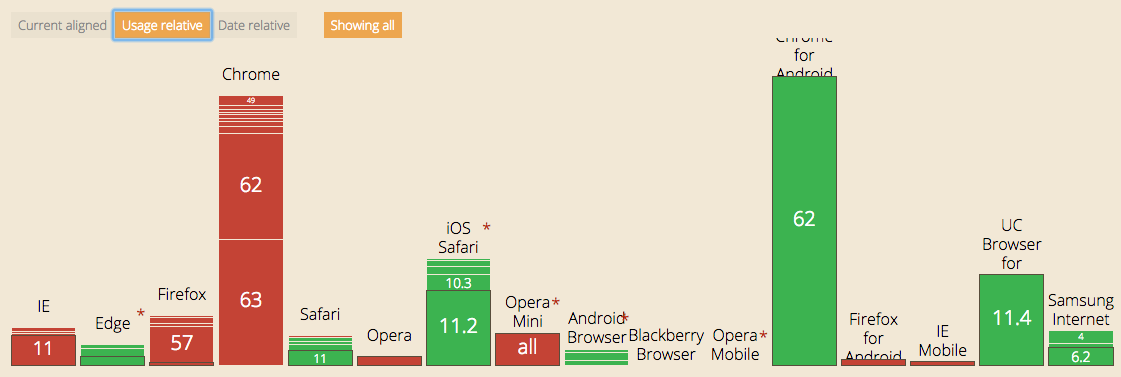 Current aligned Usage relative Date relative Showing all
Chrome for Android
Chrome
49
62
63
62
IE
11
Edge *
Firefox
57
Safari
11
Opera
iOS Safari *
10.3
11.2
Opera Mini *
all
Android Browser *
Blackberry Browser
Opera Mobile *
Firefox for Android
IE Mobile
UC Browser for
11.4
Samsung Internet
4
6.2